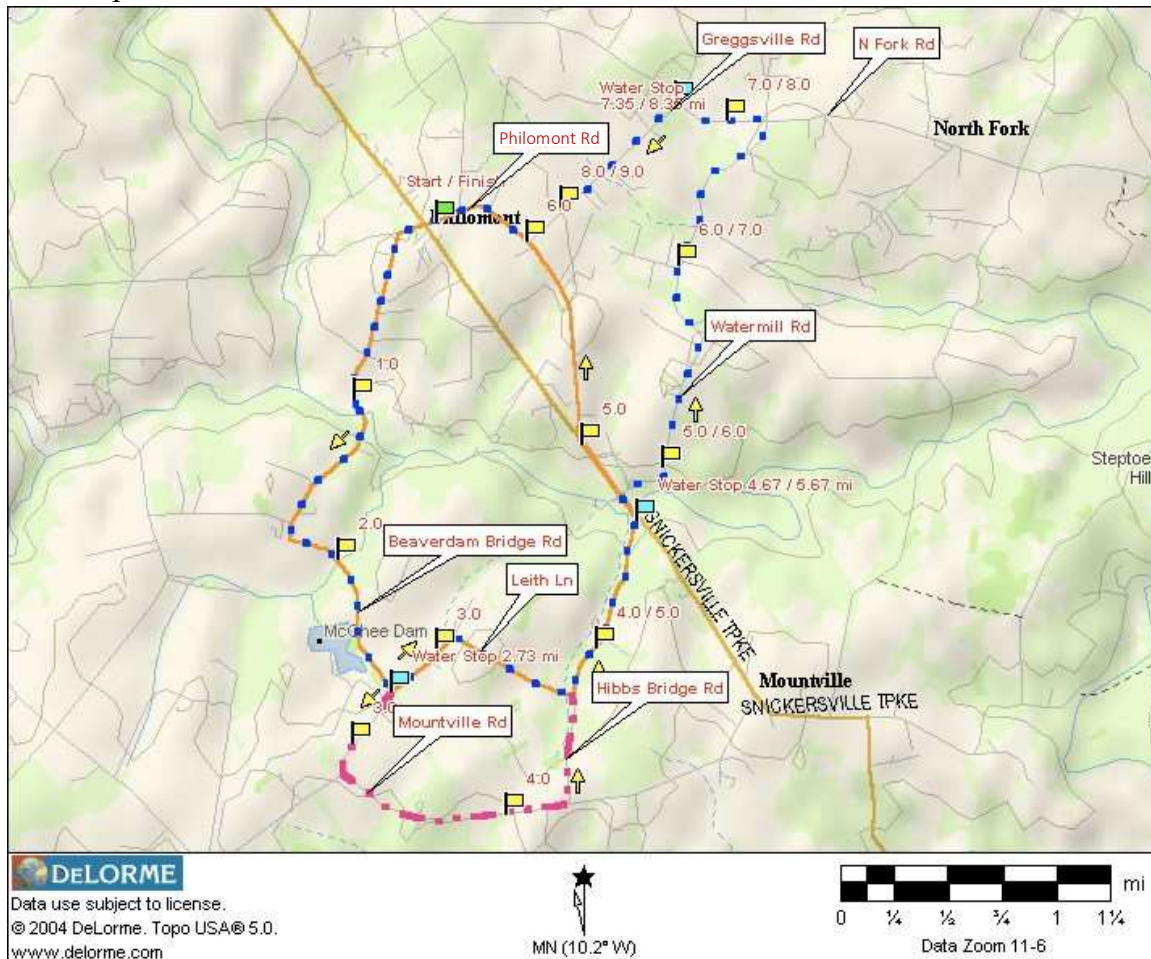 Greggsville Rd
N Fork Rd
Water Stop
7.35 / 8.35 mi
7.0 / 8.0
North Fork
Philomont Rd
8.0 / 9.0
Start / Finish
6.0
Philomont
6.0 / 7.0
Watermill Rd
1.0
5.0
5.0 / 6.0
Steptoe
Hill
Water Stop 4.67 / 5.67 mi
SNICKERSVILLE TPKE
2.0
Beaverdam Bridge Rd
Leith Ln
3.0
4.0 / 5.0
McGhee Dam
Water Stop 2.73 mi
Mountville
SNICKERSVILLE TPKE
Hibbs Bridge Rd
3.0
Mountville Rd
4.0
DELORME
Data use subject to license.
© 2004 DeLorme. Topo USA® 5.0.
www.delorme.com
MN (10.2° W)
mi
0 ¼ ½ ¾ 1 1¼
Data Zoom 11-6